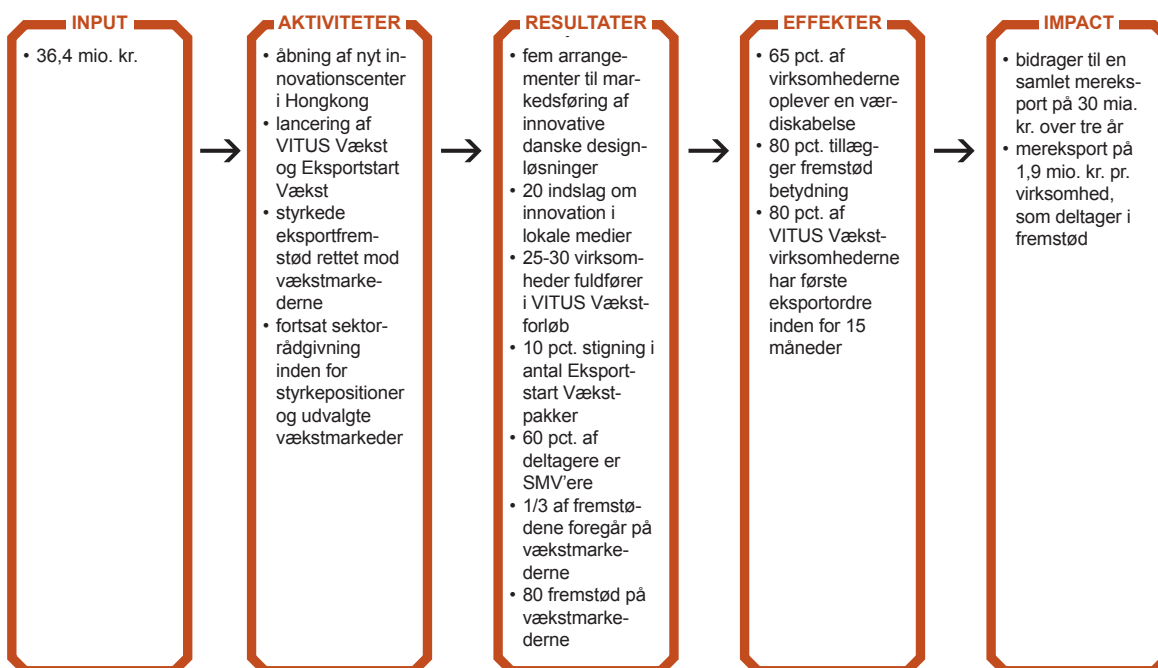 INPUT
• 36,4 mio. kr.
AKTIVITETER
• åbning af nyt in-
novationscenter
i Hongkong
• lancering af
VITUS Vækst
og Eksportstart
Vækst
• styrkede
eksportfrem-
stød rettet mod
vækstmarke-
derne
• fortsat sektor-
rådgivning
inden for
styrkepositioner
og udvalgte
vækstmarkeder
RESULTATER
• fem arrange-
menter til mar-
kedsføring af
innovative
danske design-
løsninger
• 20 indslag om
innovation i
lokale medier
• 25-30 virksom-
heder fuldfører
i VITUS Vækst-
forløb
• 10 pct. stigning i
antal Eksport-
start Vækst-
pakker
• 60 pct. af
deltagere er
SMV'ere
• 1/3 af fremstø-
dene foregår på
vækstmarke-
derne
• 80 fremstød på
vækstmarke-
derne
EFFEKTER
• 65 pct. af
virksomhederne
oplever en vær-
diskabelse
• 80 pct. tillæg-
ger fremstød
betydning
• 80 pct. af
VITUS Vækst-
virksomhederne
har første
eksportordre
inden for 15
måneder
IMPACT
• bidrager til en
samlet mereks-
port på 30 mia.
kr. over tre år
• mereksport på
1,9 mio. kr. pr.
virksomhed,
som deltager i
fremstød